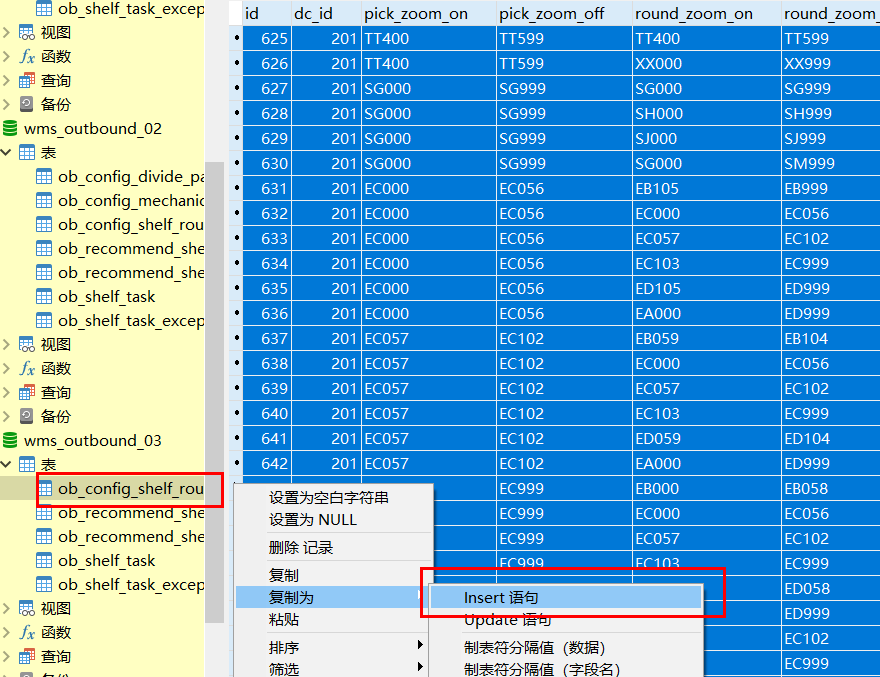 ob_shelf_task_excep
视图
函数
查询
备份
wms_outbound_02
表
ob_config_divide_pa
ob_config_mechanic
ob_config_shelf_rou
ob_recommend_she
ob_recommend_she
ob_shelf_task
ob_shelf_task_excep
视图
函数
查询
备份
wms_outbound_03
表
ob_config_shelf_rou
ob_recommend_she
ob_recommend_she
ob_shelf_task
ob_shelf_task_excep
视图
函数
查询
id dc_id pick_zoom_on pick_zoom_off round_zoom_on round_zoom_
625 201 TT400 TT599 TT400 TT599
626 201 TT400 TT599 XX000 XX999
627 201 SG000 SG999 SG000 SG999
628 201 SG000 SG999 SH000 SH999
629 201 SG000 SG999 SJ000 SJ999
630 201 SG000 SG999 SG000 SM999
631 201 EC000 EC056 EB105 EB999
632 201 EC000 EC056 EC000 EC056
633 201 EC000 EC056 EC057 EC102
634 201 EC000 EC056 EC103 EC999
635 201 EC000 EC056 ED105 ED999
636 201 EC000 EC056 EA000 ED999
637 201 EC057 EC102 EB059 EB104
638 201 EC057 EC102 EC000 EC056
639 201 EC057 EC102 EC057 EC102
640 201 EC057 EC102 EC103 EC999
641 201 EC057 EC102 ED059 ED104
642 201 EC057 EC102 EA000 ED999
EC999 EB000 EB058
EC999 EC000 EC056
EC999 EC057 EC102
EC999 EC103 EC999
ED058
ED999
EC102
EC999
设置为空白字符串
设置为 NULL
删除 记录
复制
复制为
粘贴
排序
筛选
Insert 语句
Update 语句
制表符分隔值（数据）
制表符分隔值（字段名）